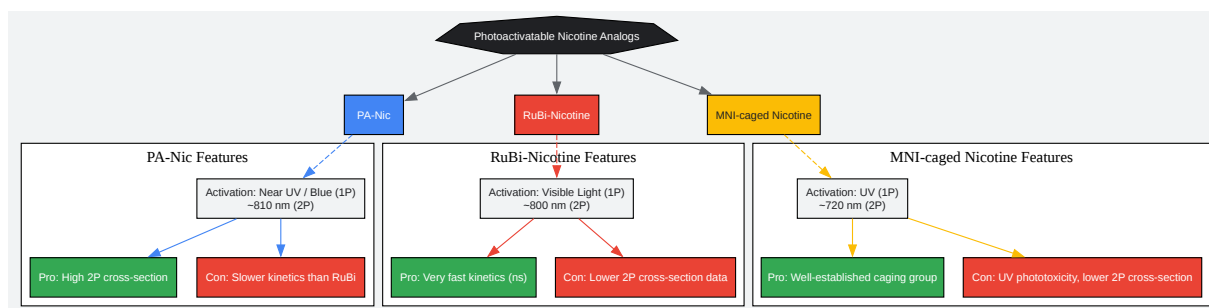 Photoactivatable Nicotine Analogs
PA-Nic
RuBi-Nicotine
MNI-caged Nicotine
PA-Nic Features
RuBi-Nicotine Features
MNI-caged Nicotine Features
Activation: Near UV / Blue (1P)
~810 nm (2P)
Activation: Visible Light (1P)
~800 nm (2P)
Activation: UV (1P)
~720 nm (2P)
Pro: High 2P cross-section
Con: Slower kinetics than RuBi
Pro: Very fast kinetics (ns)
Con: Lower 2P cross-section data
Pro: Well-established caging group
Con: UV phototoxicity, lower 2P cross-section